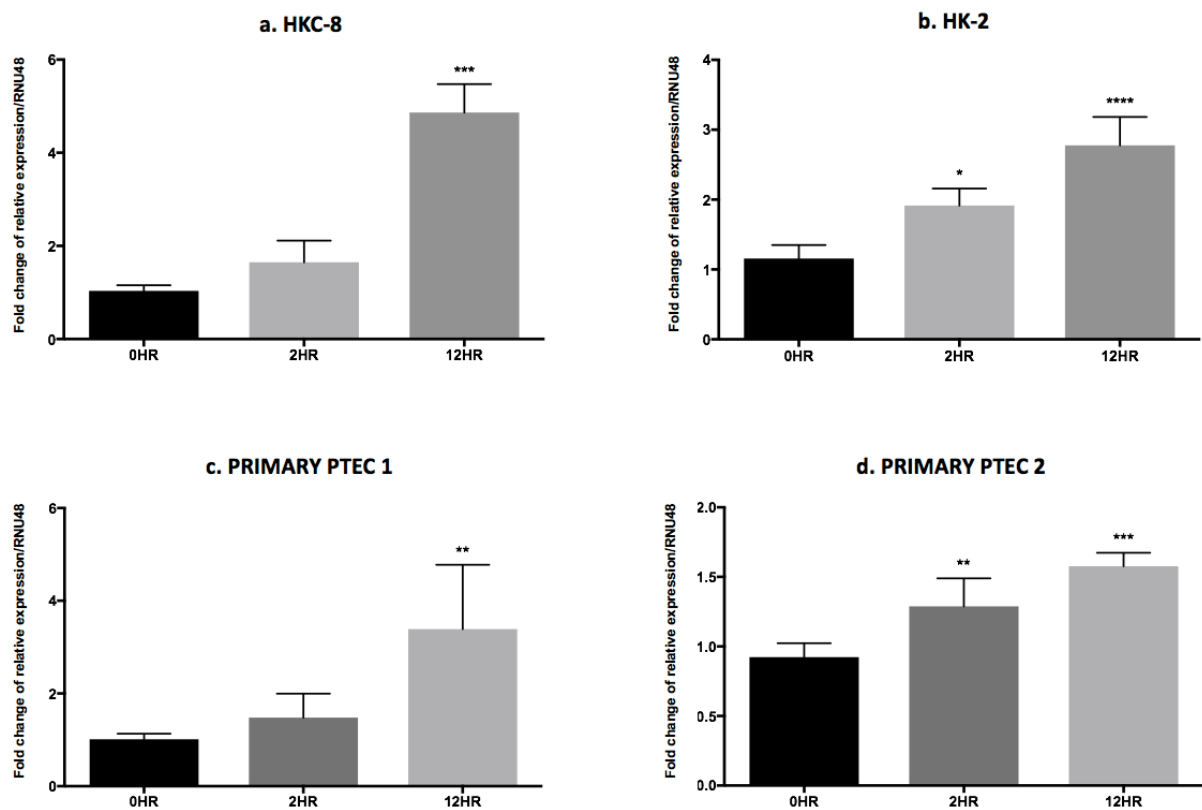 a. HKC-8
Fold change of relative expression/RNU48
6
4
2
0
***
0HR
2HR
12HR
b. HK-2
Fold change of relative expression/RNU48
4
3
2
1
0
*
****
0HR
2HR
12HR
c. PRIMARY PTEC 1
Fold change of relative expression/RNU48
6
4
2
0
**
0HR
2HR
12HR
d. PRIMARY PTEC 2
Fold change of relative expression/RNU48
2.0
1.5
1.0
0.5
0.0
**
***
0HR
2HR
12HR